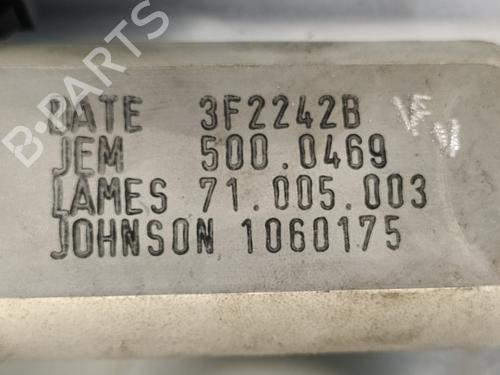 B-PARTS
DATE 3F2242B
JEM 500.0469
LAMES 71.005.003
JOHNSON 1060175